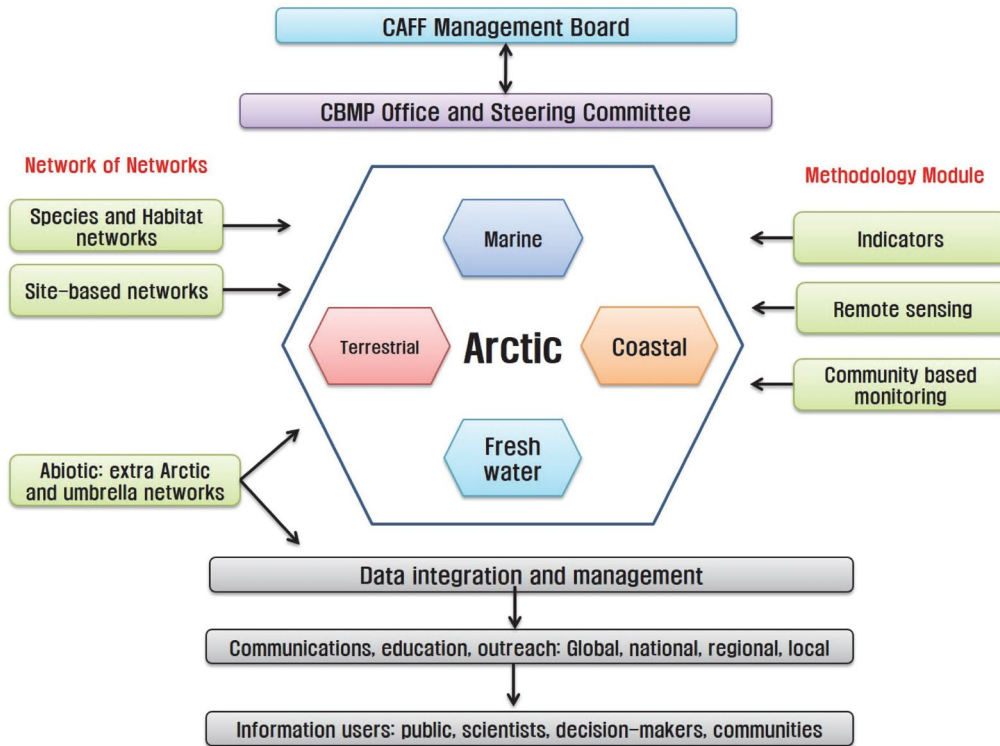 CAFF Management Board
CBMP Office and Steering Committee
Network of Networks
Species and Habitat
networks
Site-based networks
Abiotic: extra Arctic
and umbrella networks
Marine
Terrestrial
Arctic
Coastal
Fresh
water
Methodology Module
Indicators
Remote sensing
Community based
monitoring
Data integration and management
Communications, education, outreach: Global, national, regional, local
Information users: public, scientists, decision-makers, communities